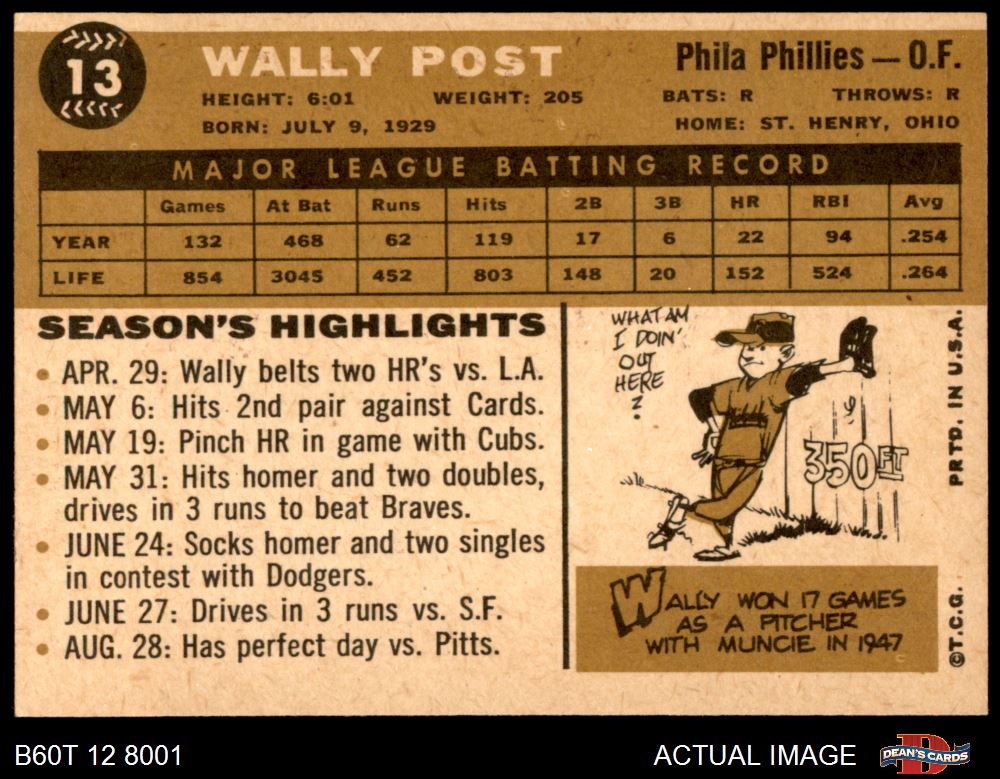 13
WALLY POST
Phila Phillies — O.F.
HEIGHT: 6:01 WEIGHT: 205 BATS: R THROWS: R
BORN: JULY 9, 1929 HOME: ST. HENRY, OHIO
MAJOR LEAGUE BATTING RECORD
Games At Bat Runs Hits 2B 3B HR RBI Avg
YEAR 132 468 62 119 17 6 22 94 .254
LIFE 854 3045 452 803 148 20 152 524 .264
SEASON'S HIGHLIGHTS
• APR. 29: Wally belts two HR's vs. L.A.
• MAY 6: Hits 2nd pair against Cards.
• MAY 19: Pinch HR in game with Cubs.
• MAY 31: Hits homer and two doubles,
drives in 3 runs to beat Braves.
• JUNE 24: Socks homer and two singles
in contest with Dodgers.
• JUNE 27: Drives in 3 runs vs. S.F.
• AUG. 28: Has perfect day vs. Pitts.
WHAT AM
I DOIN'
OUT
HERE
?
350 FT
WALLY WON 17 GAMES
AS A PITCHER
WITH MUNCIE IN 1947
©T.C.G. PRTD. IN U.S.A.
B60T 12 8001
ACTUAL IMAGE
DEAN'S CARDS